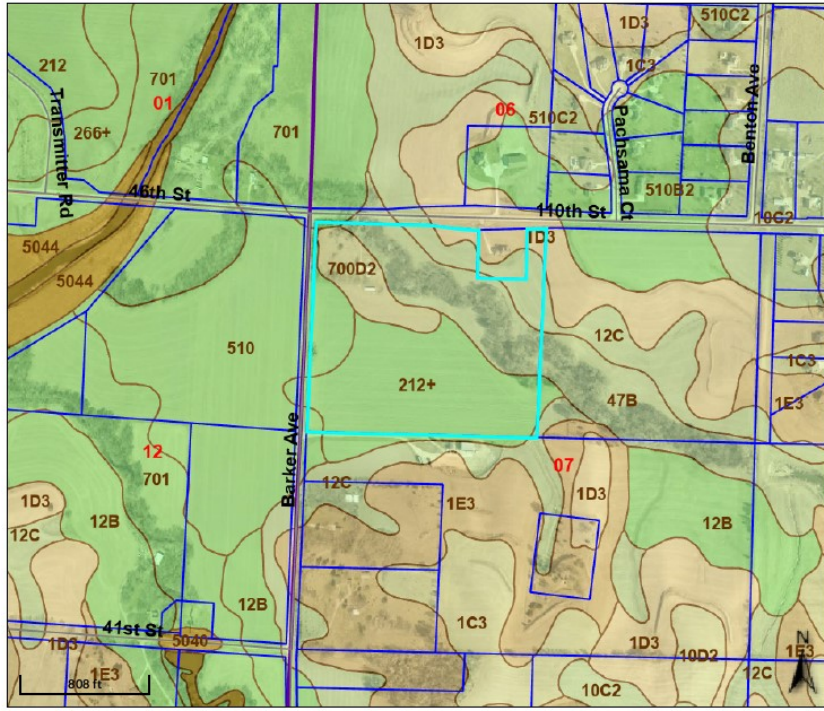 1D3
510C2
212
701
1C3
01
266+
701
06
510C2
Transmitter Rd
Pachsama Ct
Benton Ave
510B2
46th St
110th St
10C2
5044
1D3
700D2
5044
12C
510
1C3
212+
47B
1E3
Barker Ave
12
07
701
12C
1E3
1D3
1D3
12B
12B
12C
12B
1C3
41st St
5040
1D3
1D3
10D2
1E3
1E3
12C
10C2
N
808 ft